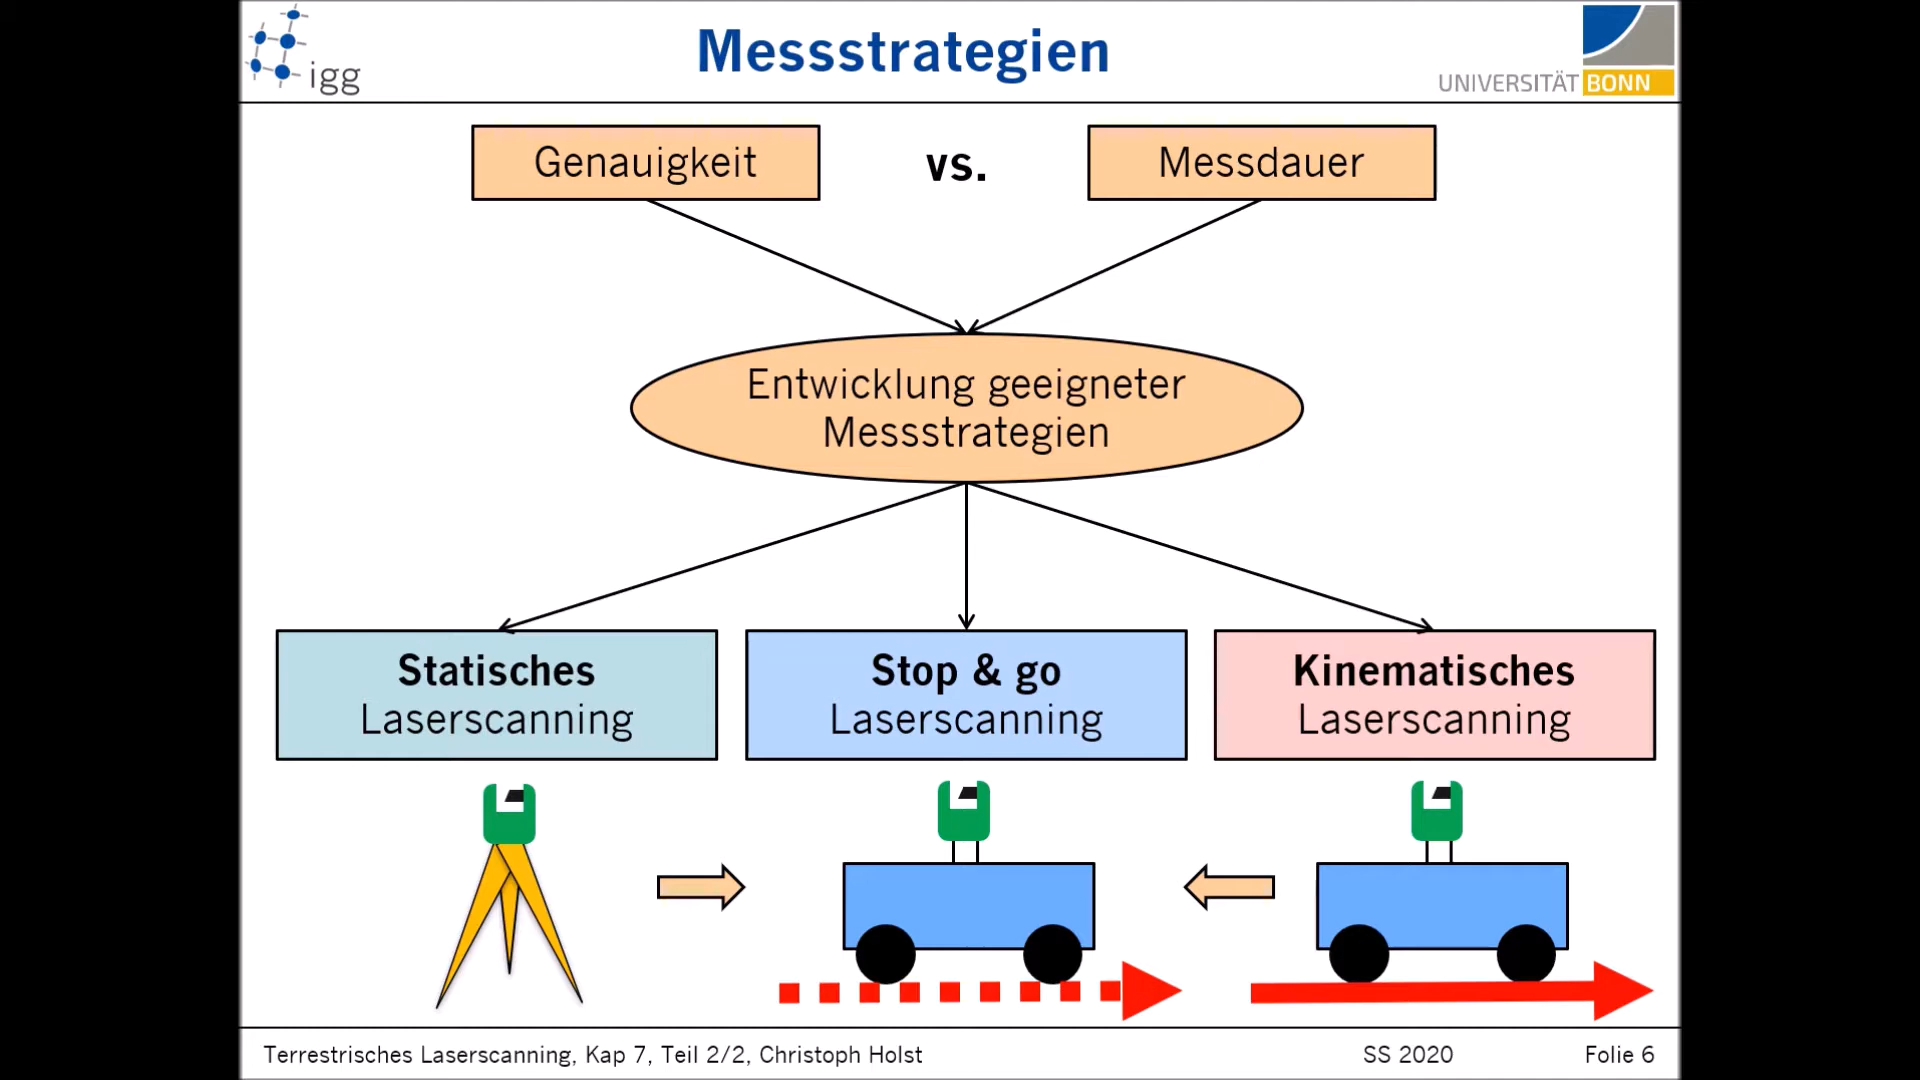 igg
Messstrategien
UNIVERSITÄT BONN
Genauigkeit vs. Messdauer
Entwicklung geeigneter
Messstrategien
Statisches
Laserscanning
Stop & go
Laserscanning
Kinematisches
Laserscanning
Terrestrisches Laserscanning, Kap 7, Teil 2/2, Christoph Holst
SS 2020
Folie 6